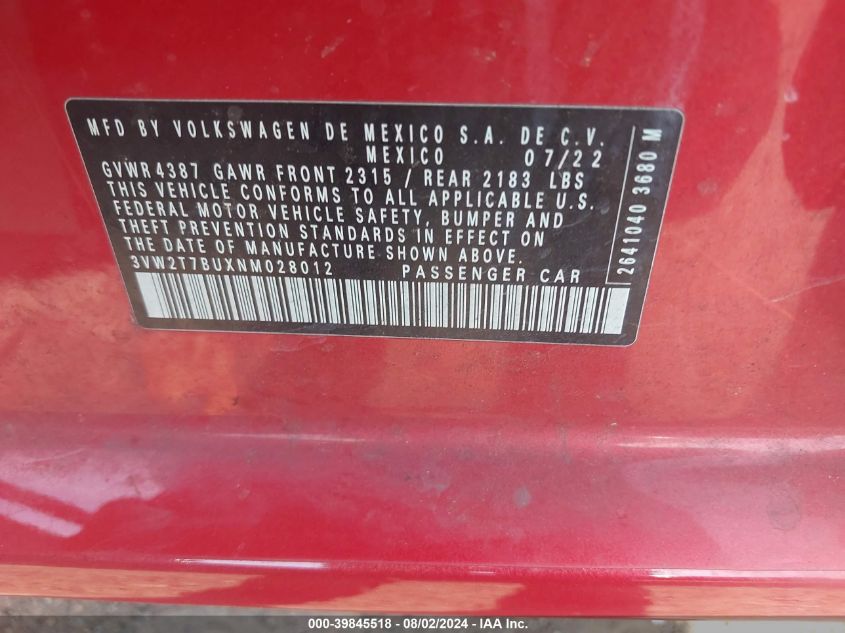 MFD BY VOLKSWAGEN DE MEXICO S.A. DE C.V.
MEXICO 07/22
GVWR 4387 GAWR FRONT 2315 / REAR 2183 LBS
THIS VEHICLE CONFORMS TO ALL APPLICABLE U.S.
FEDERAL MOTOR VEHICLE SAFETY, BUMPER AND
THEFT PREVENTION STANDARDS IN EFFECT ON
THE DATE OF MANUFACTURE SHOWN ABOVE.
3VW2T7BUXNM028012 PASSENGER CAR
2641040 3680 M
000-39845518 - 08/02/2024 - IAA Inc.